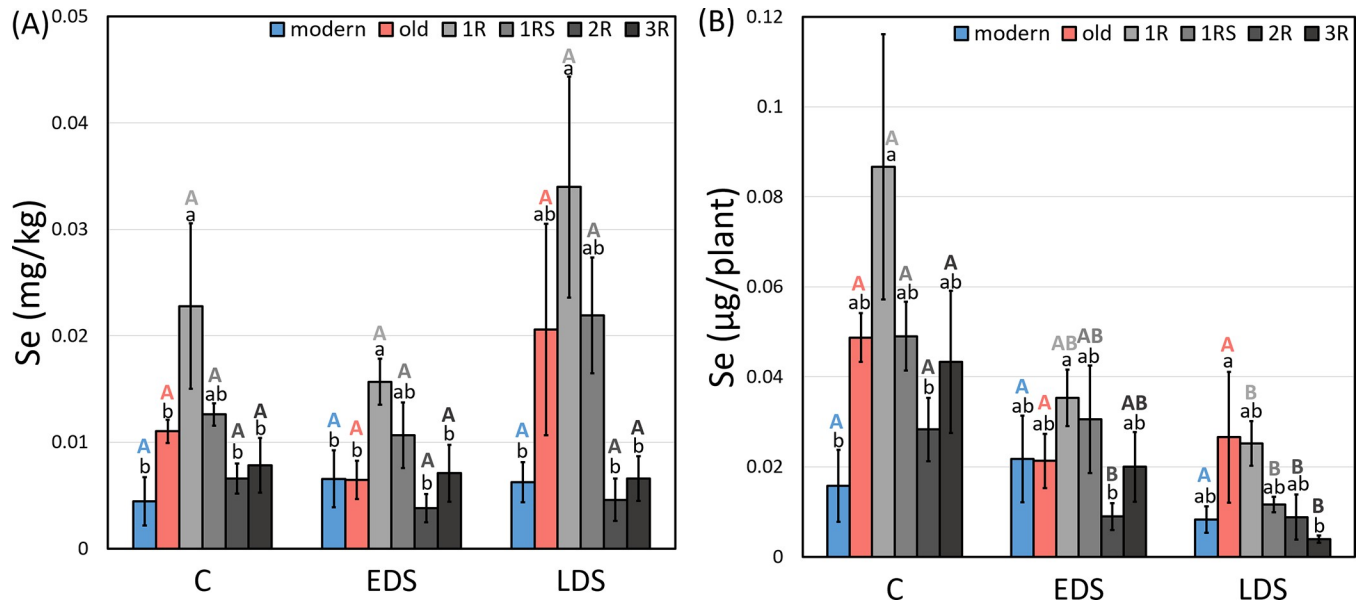 (A)
modern old 1R 1RS 2R 3R
Se (mg/kg)
0.05
0.04
0.03
0.02
0.01
0
A A A A A A
b b a ab b b
A A A A A A
b b a ab b b
A A A A A A
b ab a ab b b
C EDS LDS
(B)
modern old 1R 1RS 2R 3R
Se (µg/plant)
0.12
0.1
0.08
0.06
0.04
0.02
0
A A A A A A
b ab a ab b ab
A A AB AB B AB
ab ab a ab b ab
A A B B B B
ab a ab ab ab b
C EDS LDS